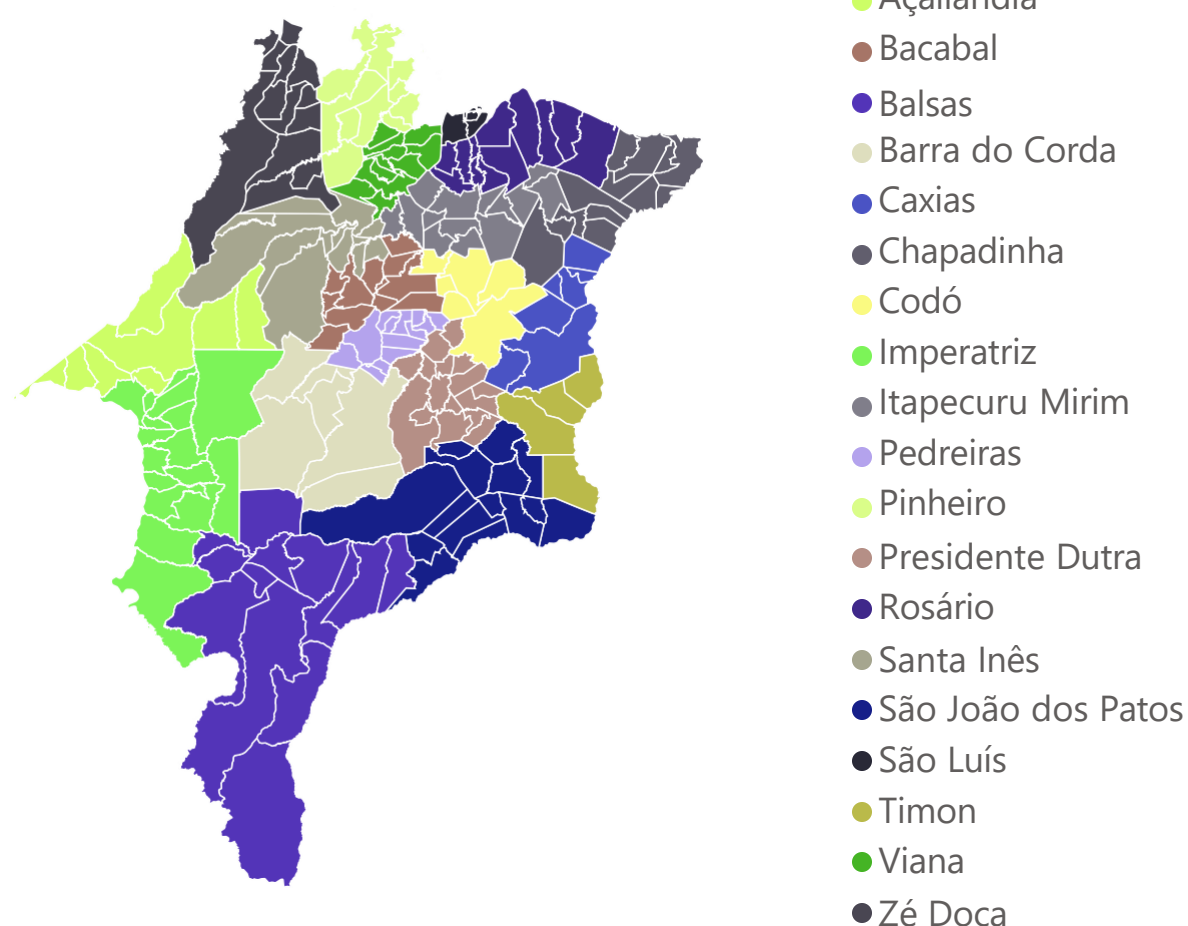 Açailândia
Bacabal
Balsas
Barra do Corda
Caxias
Chapadinha
Codó
Imperatriz
Itapecuru Mirim
Pedreiras
Pinheiro
Presidente Dutra
Rosário
Santa Inês
São João dos Patos
São Luís
Timon
Viana
Zé Doca